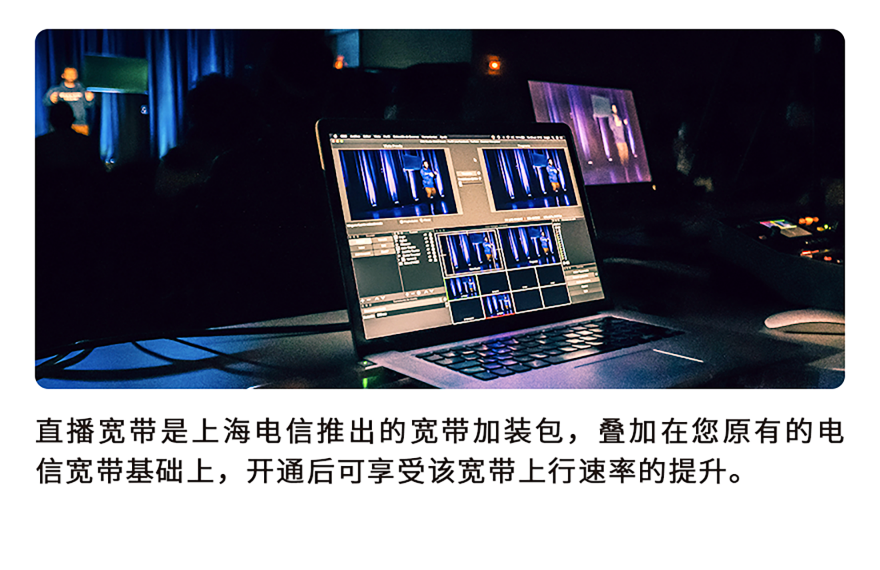 直播宽带是上海电信推出的宽带加装包，叠加在您原有的电
信宽带基础上，开通后可享受该宽带上行速率的提升。